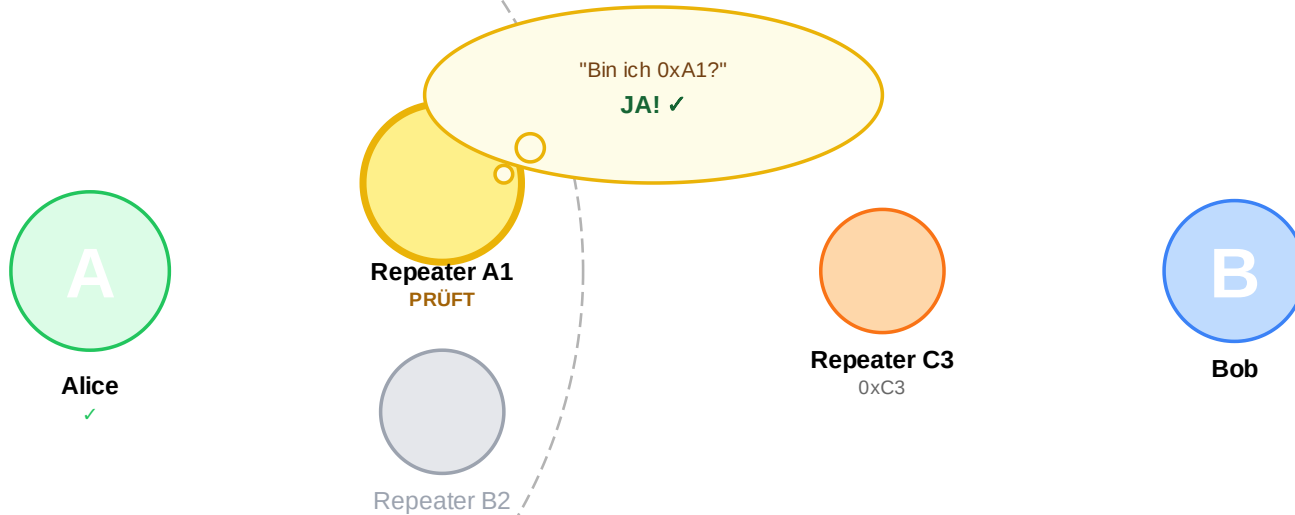 "Bin ich 0xA1?"
JA! ✓
A
Alice
✓
Repeater A1
PRÜFT
Repeater B2
Repeater C3
0xC3
B
Bob